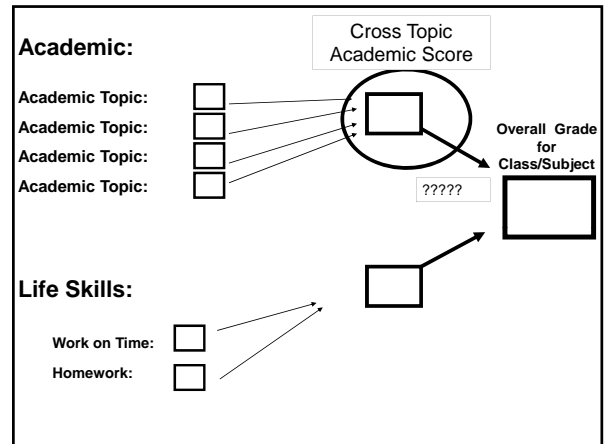 Cross Topic
Academic Score
Academic:
Academic Topic:
Academic Topic:
Academic Topic:
Academic Topic:
Overall Grade
for
Class/Subject
?????
Life Skills:
Work on Time:
Homework: